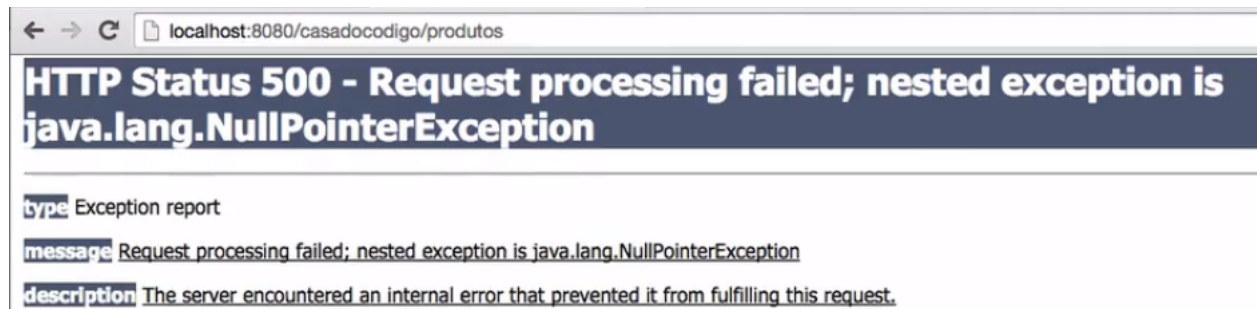 localhost:8080/casadocodigo/produtos
HTTP Status 500 - Request processing failed; nested exception is
java.lang.NullPointerException
type Exception report
message Request processing failed; nested exception is java.lang.NullPointerException
description The server encountered an internal error that prevented it from fulfilling this request.